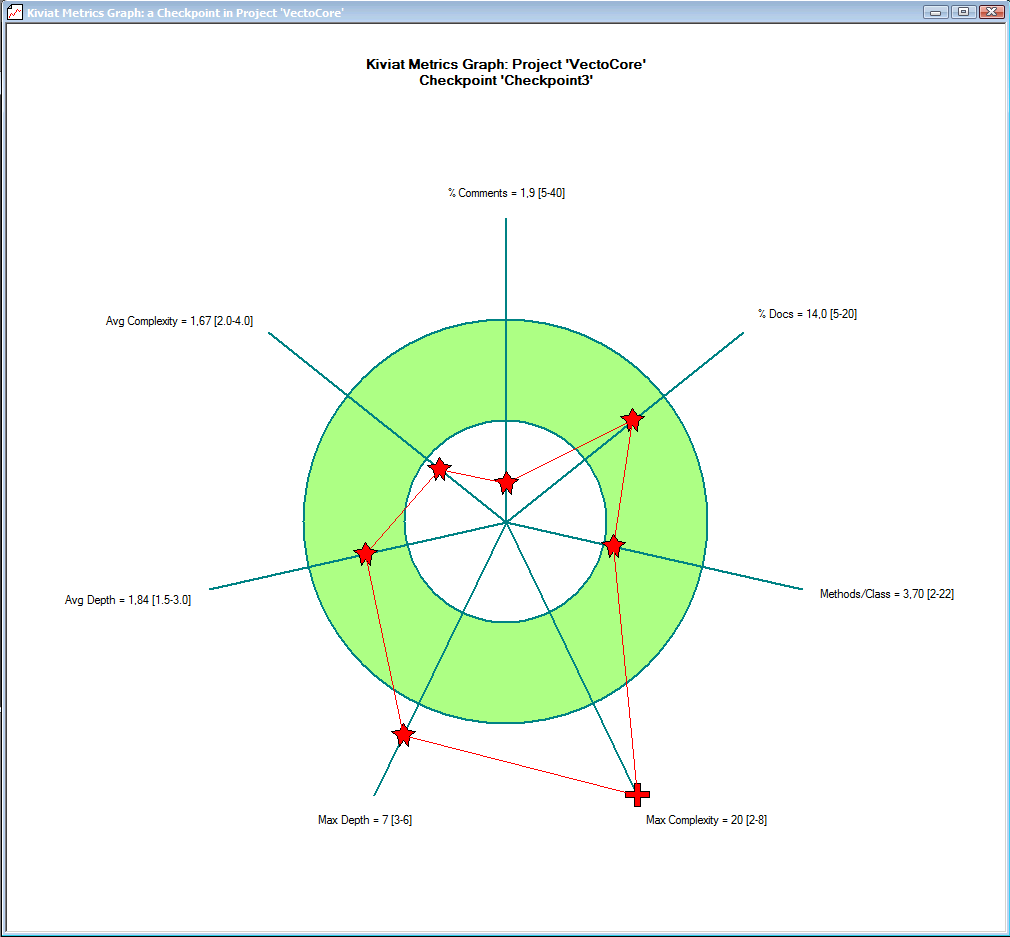 Kiviat Metrics Graph: a Checkpoint in Project 'VectoCore'
Kiviat Metrics Graph: Project 'VectoCore'
Checkpoint 'Checkpoint3'
% Comments = 1,9 [5-40]
% Docs = 14,0 [5-20]
Avg Complexity = 1,67 [2.0-4.0]
Methods/Class = 3,70 [2-22]
Avg Depth = 1,84 [1.5-3.0]
Max Depth = 7 [3-6]
Max Complexity = 20 [2-8]